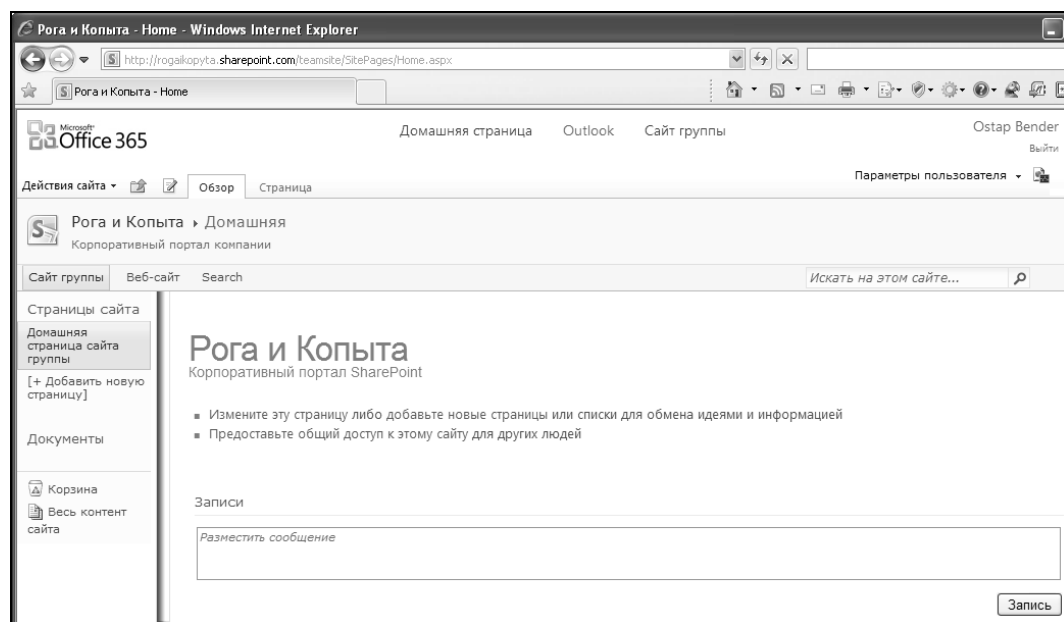 Рога и Копыта - Home - Windows Internet Explorer
http://rogaikopyta.sharepoint.com/teamsite/SitePages/Home.aspx
Рога и Копыта - Home
Microsoft
Office 365
Домашняя страница Outlook Сайт группы
Ostap Bender
Выйти
Действия сайта Обзор Страница
Параметры пользователя
Рога и Копыта Домашняя
Корпоративный портал компании
Сайт группы Веб-сайт Search
Искать на этом сайте...
Страницы сайта
Домашняя
страница сайта
группы
[+ Добавить новую
страницу]
Документы
Корзина
Весь контент
сайта
Рога и Копыта
Корпоративный портал SharePoint
Измените эту страницу либо добавьте новые страницы или списки для обмена идеями и информацией
Предоставьте общий доступ к этому сайту для других людей
Записи
Разместить сообщение
Запись